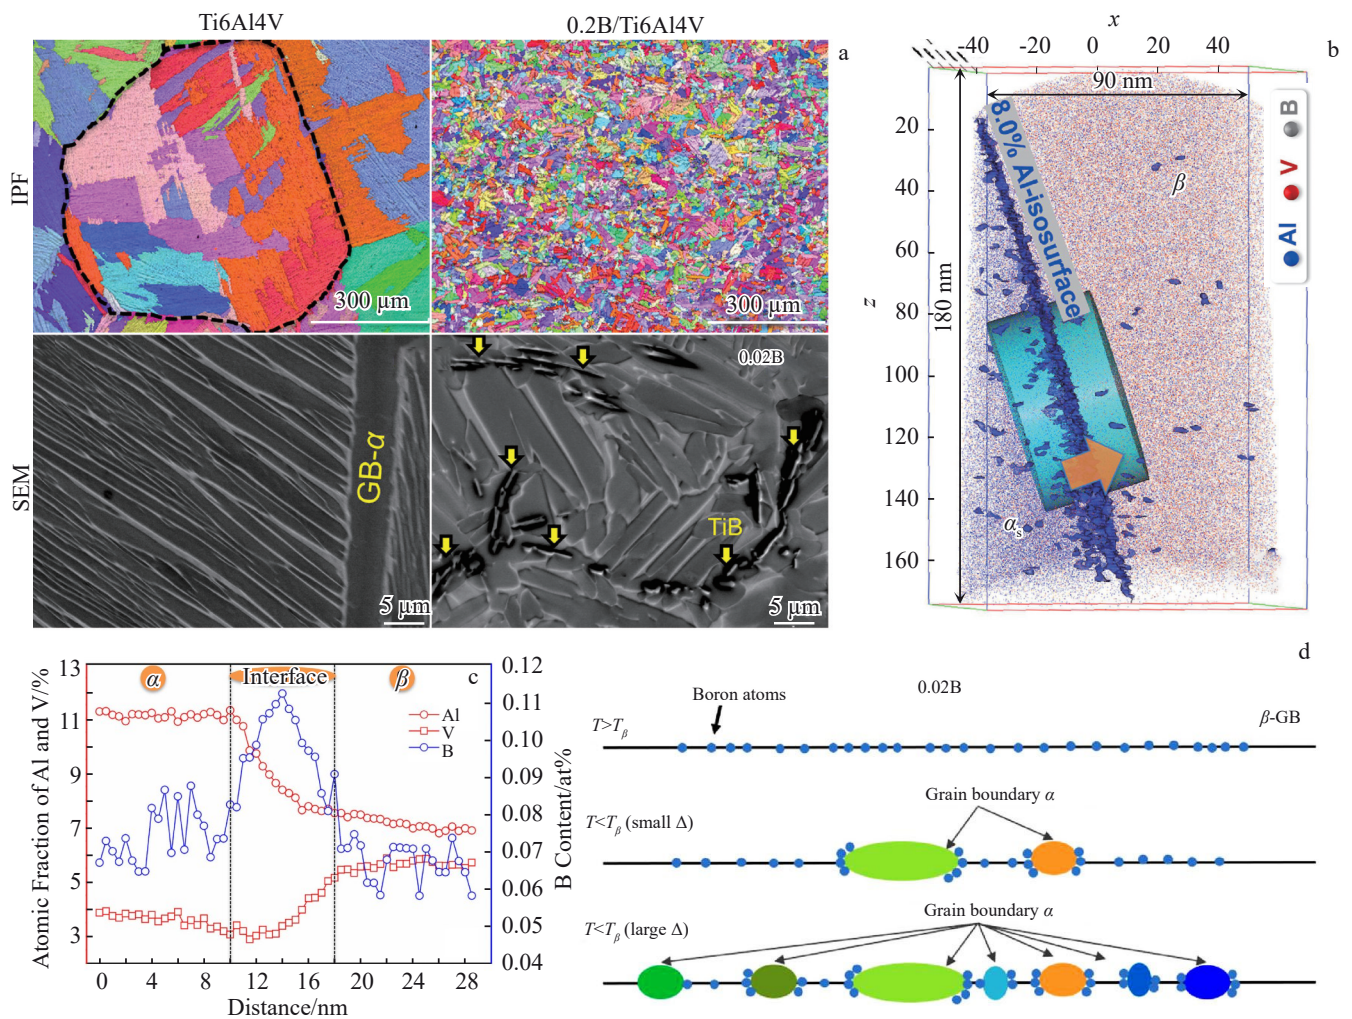 Ti6Al4V
0.2B/Ti6Al4V
a
IPF
300 μm
300 μm
SEM
GB-α
5 μm
0.02B
TiB
5 μm
x
b
-40 -20 0 20 40
90 nm
z
180 nm
20
40
60
80
100
120
140
160
8.0% Al-isosurface
β
αs
Al V B
c
α
Interface
β
Al
V
B
Atomic Fraction of Al and V/%
13
11
9
7
5
3
B Content/at%
0.12
0.11
0.10
0.09
0.08
0.07
0.06
0.05
0.04
0 4 8 12 16 20 24 28
Distance/nm
d
0.02B
Boron atoms
T>Tβ
β-GB
Grain boundary α
T<Tβ (small Δ)
Grain boundary α
T<Tβ (large Δ)